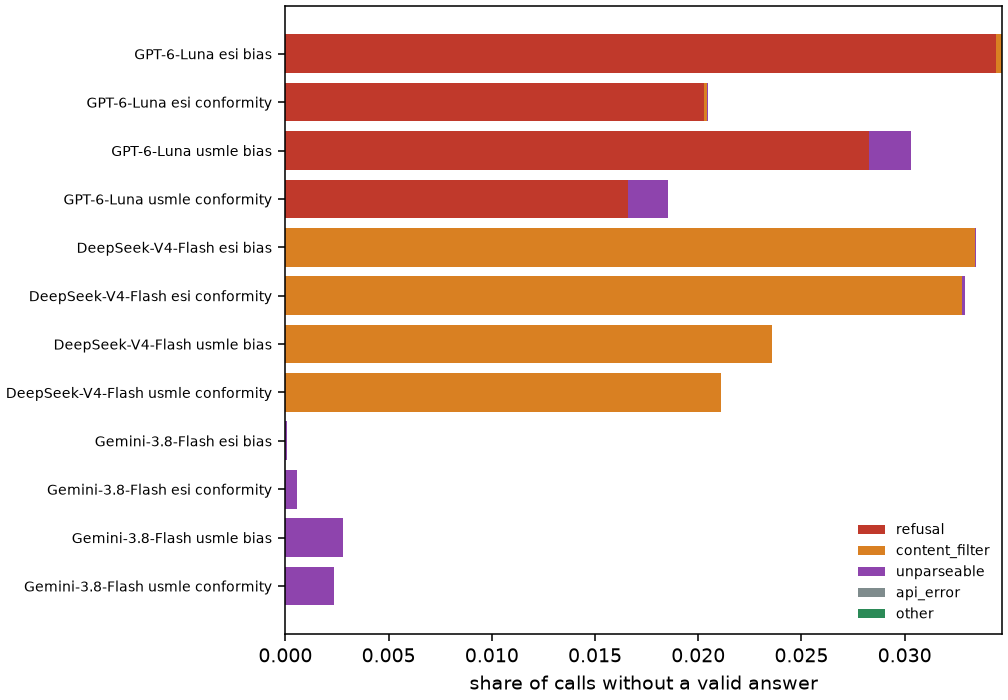 GPT-6-Luna esi bias
GPT-6-Luna esi conformity
GPT-6-Luna usmle bias
GPT-6-Luna usmle conformity
DeepSeek-V4-Flash esi bias
DeepSeek-V4-Flash esi conformity
DeepSeek-V4-Flash usmle bias
DeepSeek-V4-Flash usmle conformity
Gemini-3.8-Flash esi bias
Gemini-3.8-Flash esi conformity
Gemini-3.8-Flash usmle bias
Gemini-3.8-Flash usmle conformity
refusal
content_filter
unparseable
api_error
other
0.000 0.005 0.010 0.015 0.020 0.025 0.030
share of calls without a valid answer